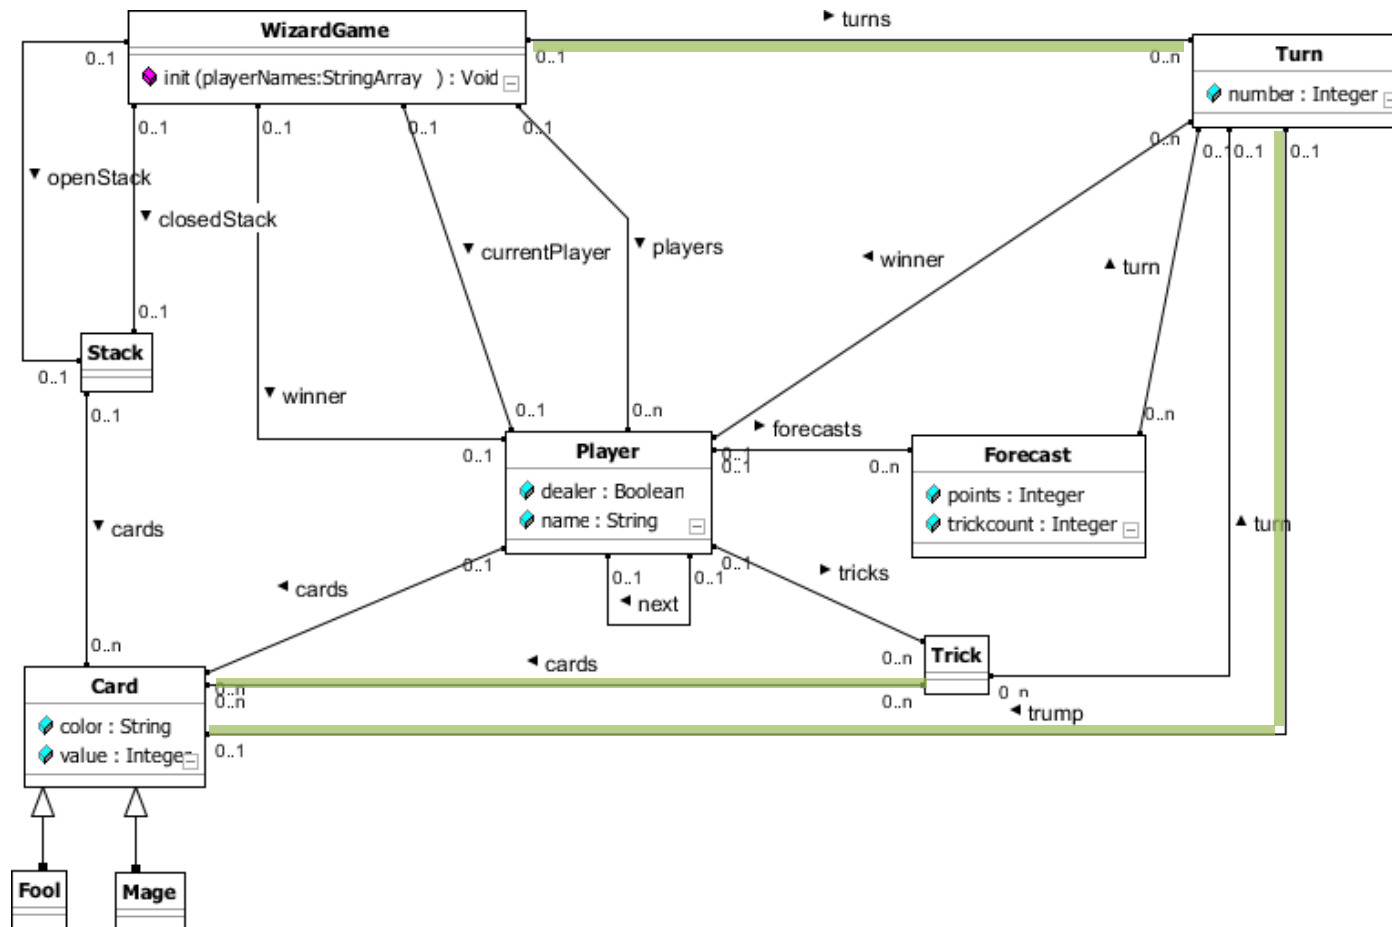 WizardGame
init (playerNames:StringArray ) : Void
turns
0..1
0..1
0..n
Turn
number : Integer
0..1
0..1
0..1
0..1
0..n
0..1
0..1
0..1
openStack
closedStack
currentPlayer
players
winner
turn
0..1
Stack
0..1
0..1
winner
0..1
0..n
0..n
forecasts
Player
0..1
0..1
0..1
0..n
Forecast
dealer : Boolean
name : String
points : Integer
trickcount : Integer
turn
cards
0..1
0..1
0..1
0..1
tricks
cards
next
0..n
cards
0..n
Trick
Card
0..n
0..n
0..n
0..n
trump
color : String
value : Integer
0..1
Fool
Mage